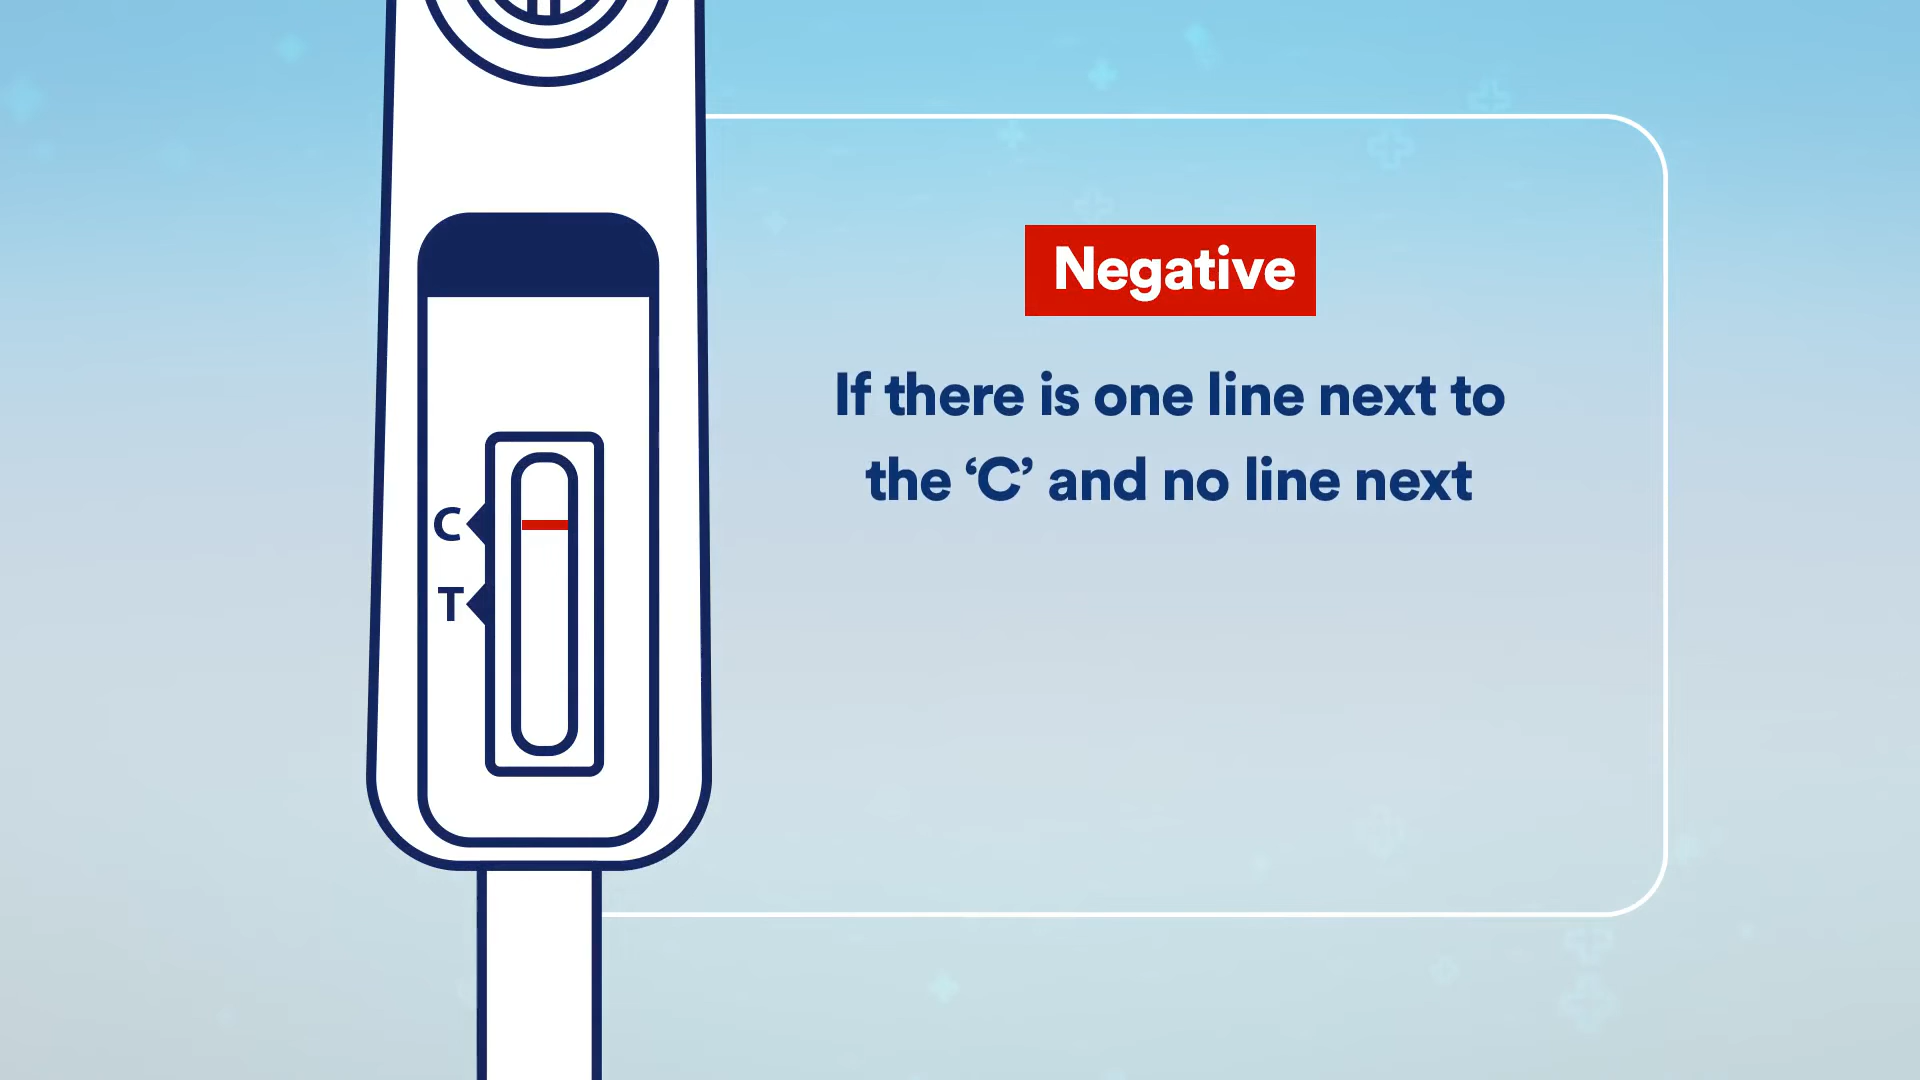 Negative
If there is one line next to
the ‘C’ and no line next
C
T